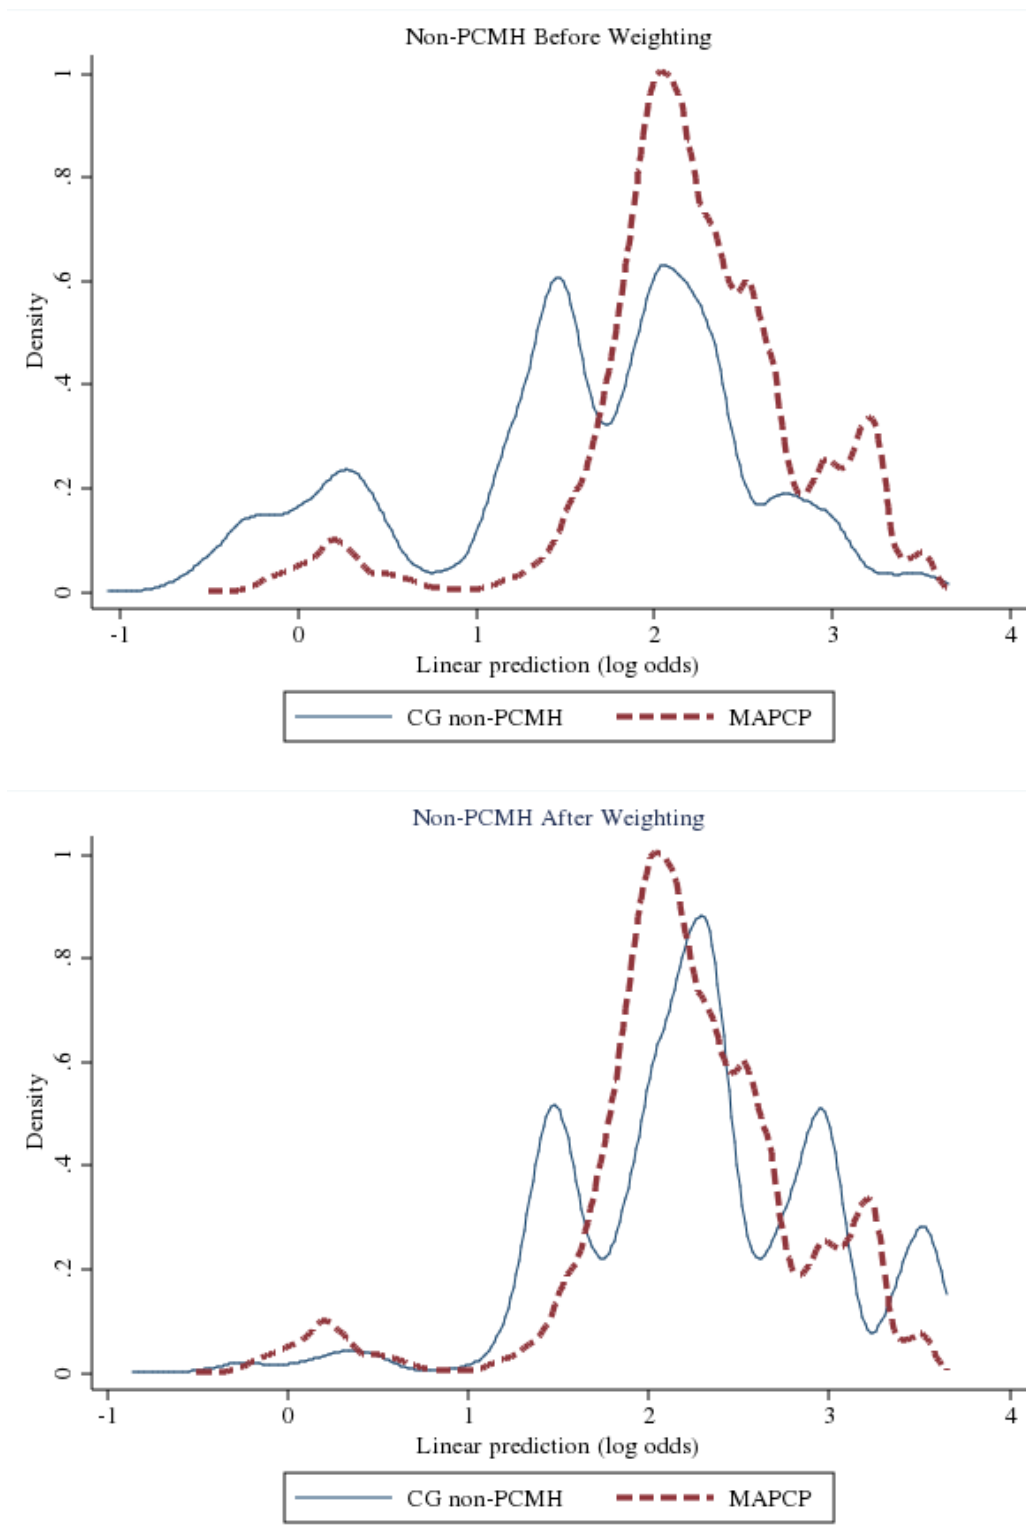 Non-PCMH Before Weighting
1
.8
.6
.4
.2
0
Density
-1 0 1 2 3 4
Linear prediction (log odds)
CG non-PCMH MAPCP
Non-PCMH After Weighting
1
.8
.6
.4
.2
0
Density
-1 0 1 2 3 4
Linear prediction (log odds)
CG non-PCMH MAPCP